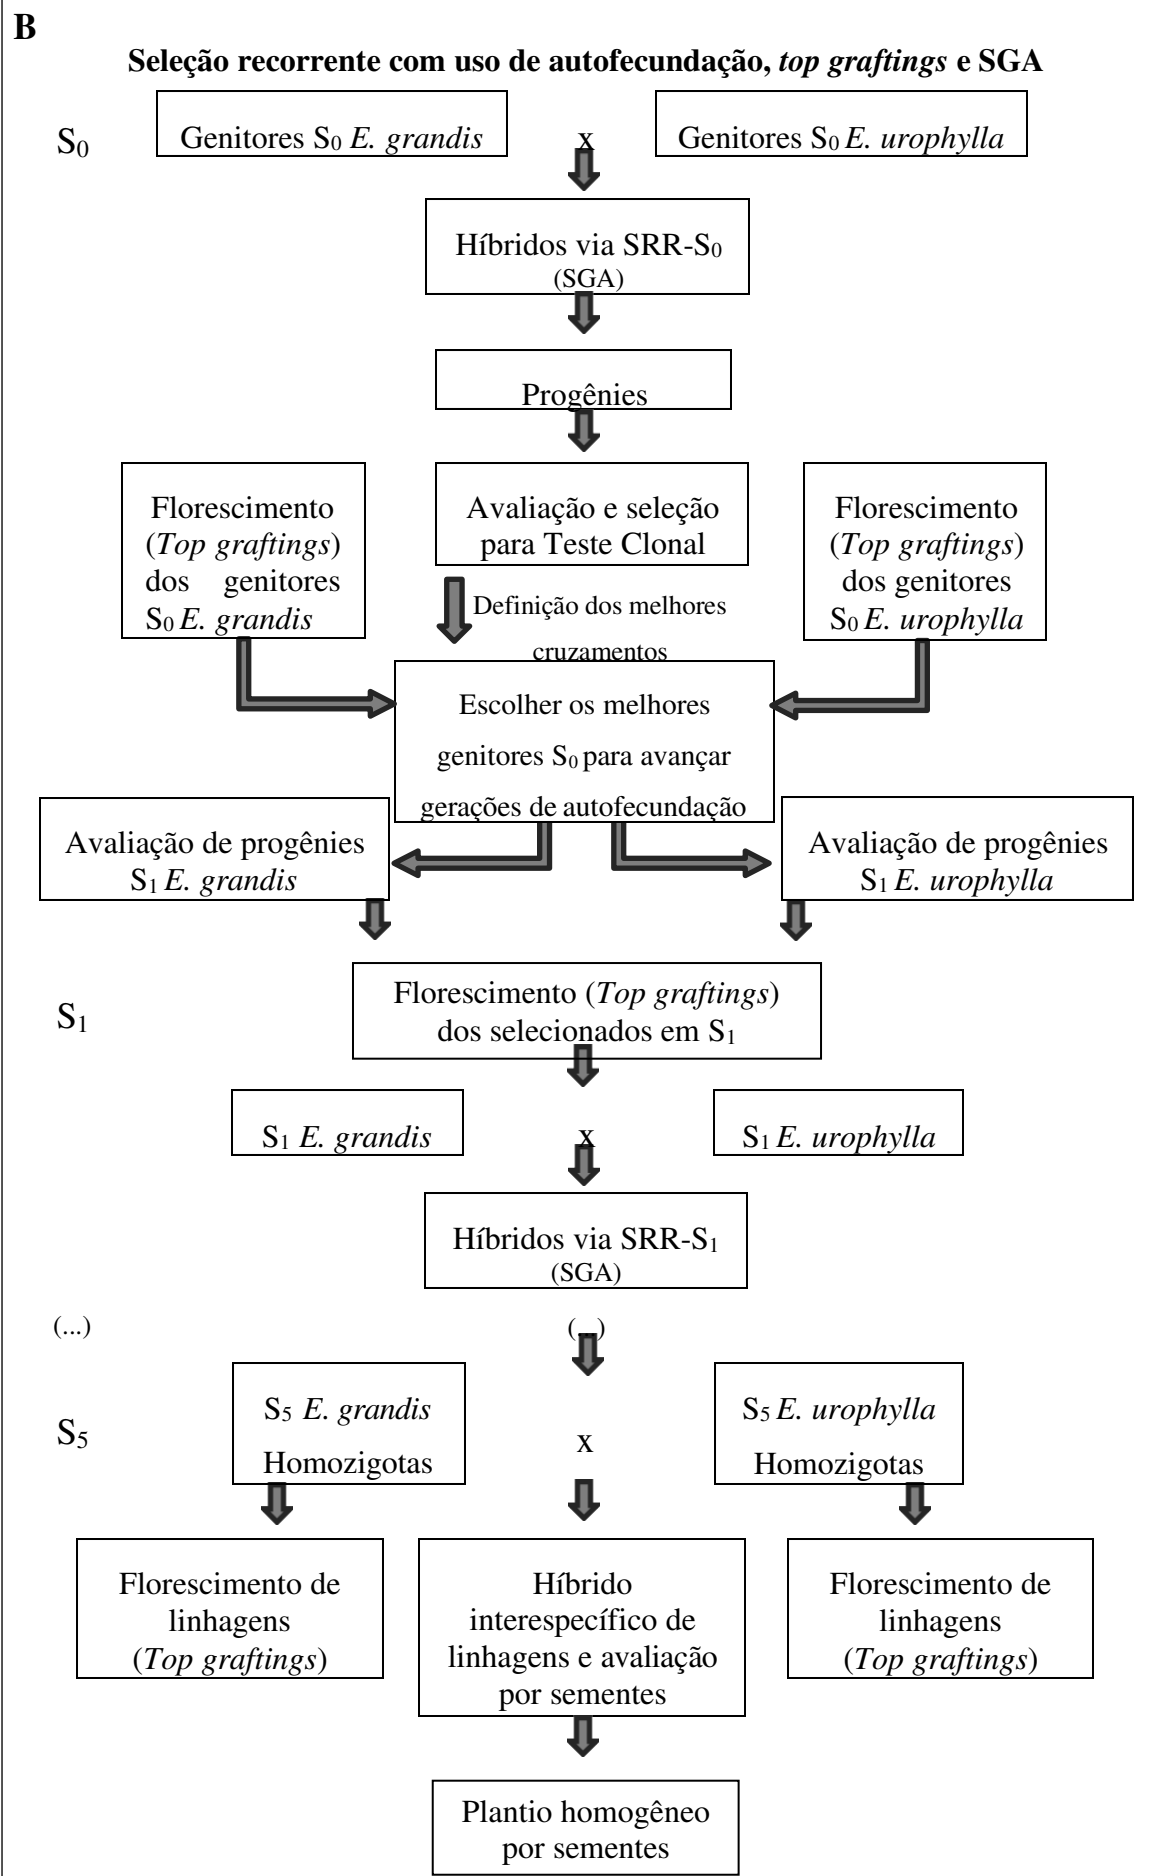 B
Seleção recorrente com uso de autofecundação, top graftings e SGA
S₀
Genitores S₀ E. grandis
x
Genitores S₀ E. urophylla
Híbridos via SRR-S₀
(SGA)
Progênies
Florescimento
(Top graftings)
dos genitores
S₀ E. grandis
Avaliação e seleção
para Teste Clonal
Florescimento
(Top graftings)
dos genitores
S₀ E. urophylla
Definição dos melhores
cruzamentos
Escolher os melhores
genitores S₀ para avançar
gerações de autofecundação
Avaliação de progênies
S₁ E. grandis
Avaliação de progênies
S₁ E. urophylla
S₁
Florescimento (Top graftings)
dos selecionados em S₁
S₁ E. grandis
x
S₁ E. urophylla
Híbridos via SRR-S₁
(SGA)
(...)
(...)
S₅
S₅ E. grandis
Homozigotas
x
S₅ E. urophylla
Homozigotas
Florescimento de
linhagens
(Top graftings)
Híbrido
interespecífico de
linhagens e avaliação
por sementes
Florescimento de
linhagens
(Top graftings)
Plantio homogêneo
por sementes